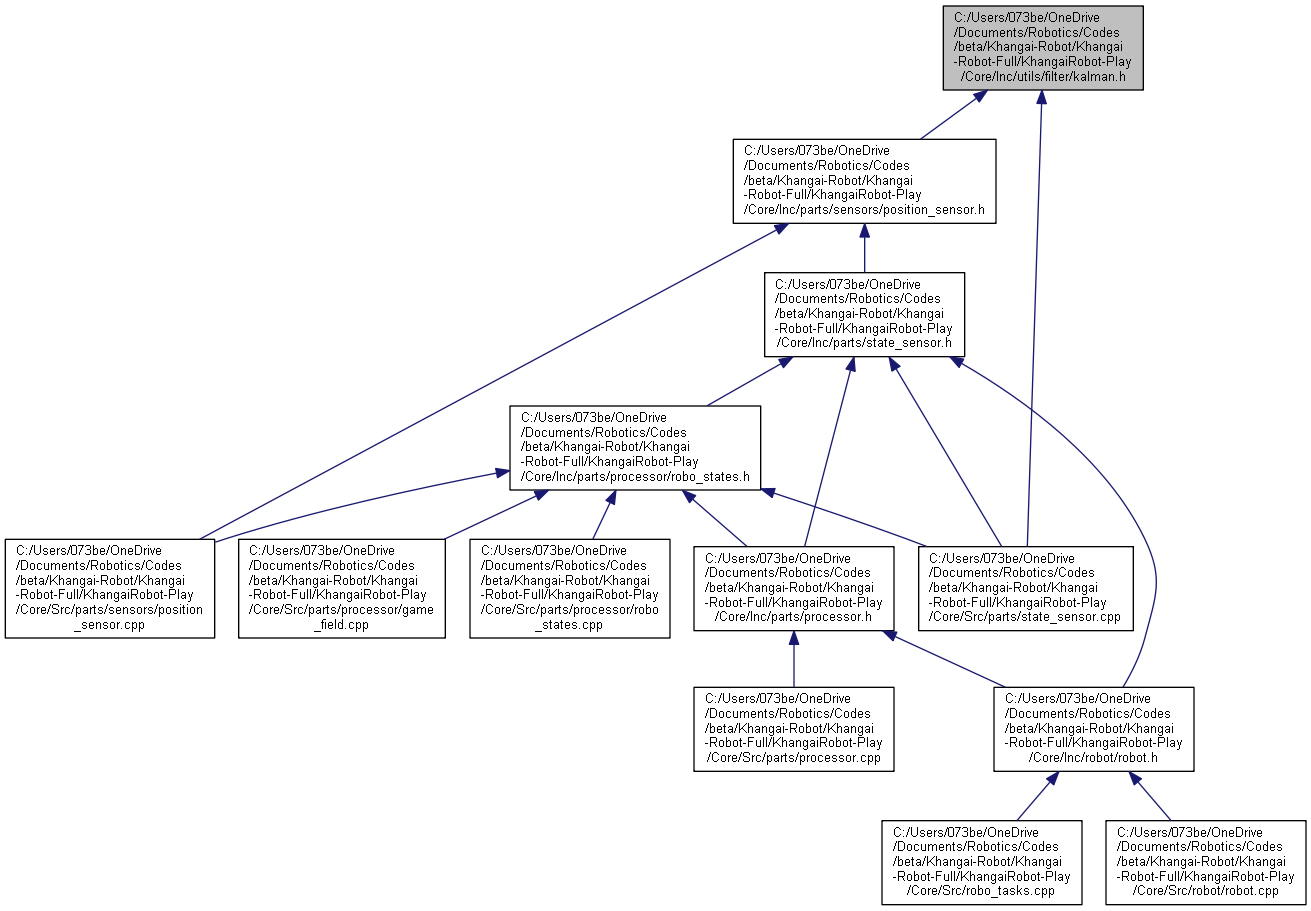 C:/Users/073be/OneDrive
/Documents/Robotics/Codes
/beta/Khangai-Robot/Khangai
-Robot-Full/KhangaiRobot-Play
/Core/Inc/utils/filter/kalman.h
C:/Users/073be/OneDrive
/Documents/Robotics/Codes
/beta/Khangai-Robot/Khangai
-Robot-Full/KhangaiRobot-Play
/Core/Inc/parts/sensors/position_sensor.h
C:/Users/073be/OneDrive
/Documents/Robotics/Codes
/beta/Khangai-Robot/Khangai
-Robot-Full/KhangaiRobot-Play
/Core/Inc/parts/state_sensor.h
C:/Users/073be/OneDrive
/Documents/Robotics/Codes
/beta/Khangai-Robot/Khangai
-Robot-Full/KhangaiRobot-Play
/Core/Inc/parts/processor/robo_states.h
C:/Users/073be/OneDrive
/Documents/Robotics/Codes
/beta/Khangai-Robot/Khangai
-Robot-Full/KhangaiRobot-Play
/Core/Src/parts/sensors/position
_sensor.cpp
C:/Users/073be/OneDrive
/Documents/Robotics/Codes
/beta/Khangai-Robot/Khangai
-Robot-Full/KhangaiRobot-Play
/Core/Src/parts/processor/game
_field.cpp
C:/Users/073be/OneDrive
/Documents/Robotics/Codes
/beta/Khangai-Robot/Khangai
-Robot-Full/KhangaiRobot-Play
/Core/Src/parts/processor/robo
_states.cpp
C:/Users/073be/OneDrive
/Documents/Robotics/Codes
/beta/Khangai-Robot/Khangai
-Robot-Full/KhangaiRobot-Play
/Core/Inc/parts/processor.h
C:/Users/073be/OneDrive
/Documents/Robotics/Codes
/beta/Khangai-Robot/Khangai
-Robot-Full/KhangaiRobot-Play
/Core/Src/parts/state_sensor.cpp
C:/Users/073be/OneDrive
/Documents/Robotics/Codes
/beta/Khangai-Robot/Khangai
-Robot-Full/KhangaiRobot-Play
/Core/Src/parts/processor.cpp
C:/Users/073be/OneDrive
/Documents/Robotics/Codes
/beta/Khangai-Robot/Khangai
-Robot-Full/KhangaiRobot-Play
/Core/Inc/robot/robot.h
C:/Users/073be/OneDrive
/Documents/Robotics/Codes
/beta/Khangai-Robot/Khangai
-Robot-Full/KhangaiRobot-Play
/Core/Src/robo_tasks.cpp
C:/Users/073be/OneDrive
/Documents/Robotics/Codes
/beta/Khangai-Robot/Khangai
-Robot-Full/KhangaiRobot-Play
/Core/Src/robot/robot.cpp